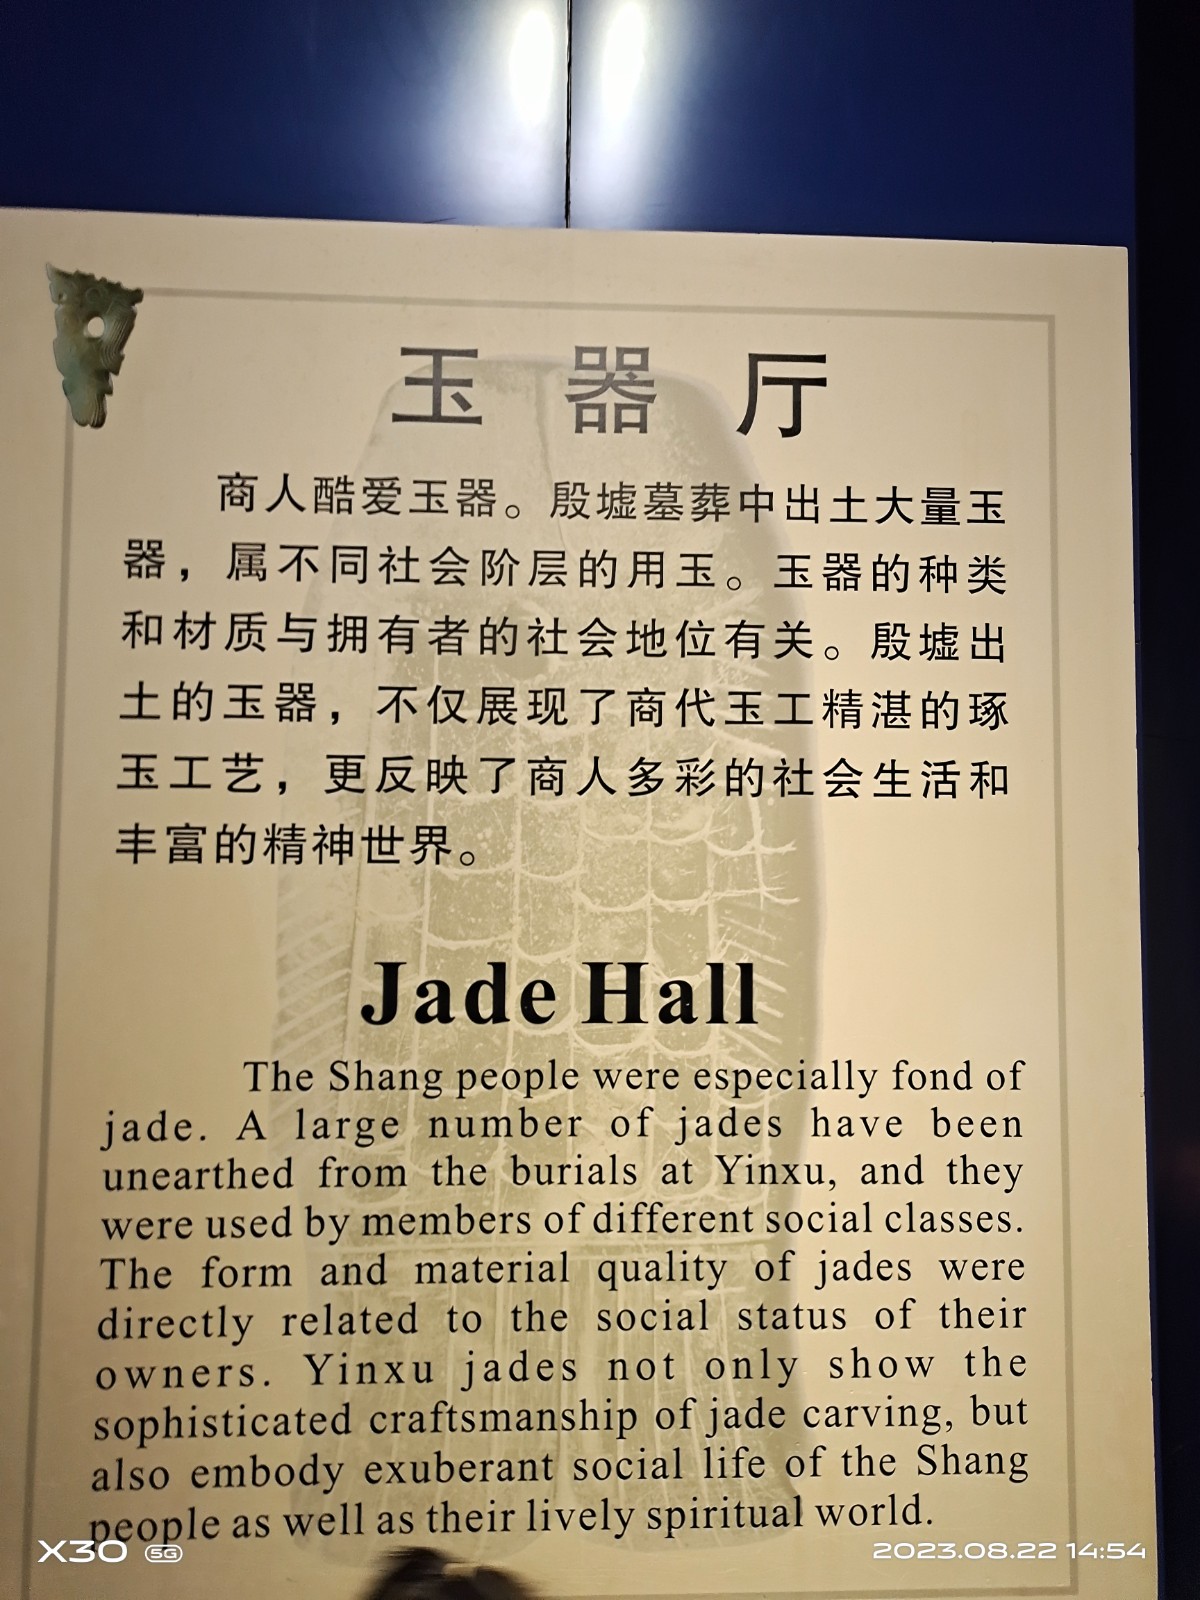 玉器厅
商人酷爱玉器。殷墟墓葬中出土大量玉
器，属不同社会阶层的用玉。玉器的种类
和材质与拥有者的社会地位有关。殷墟出
土的玉器，不仅展现了商代玉工精湛的琢
玉工艺，更反映了商人多彩的社会生活和
丰富的精神世界。
Jade Hall
The Shang people were especially fond of
jade. A large number of jades have been
unearthed from the burials at Yinxu, and they
were used by members of different social classes.
The form and material quality of jades were
directly related to the social status of their
owners. Yinxu jades not only show the
sophisticated craftsmanship of jade carving, but
also embody exuberant social life of the Shang
people as well as their lively spiritual world.
X30 5G
2023.08.22 14:54